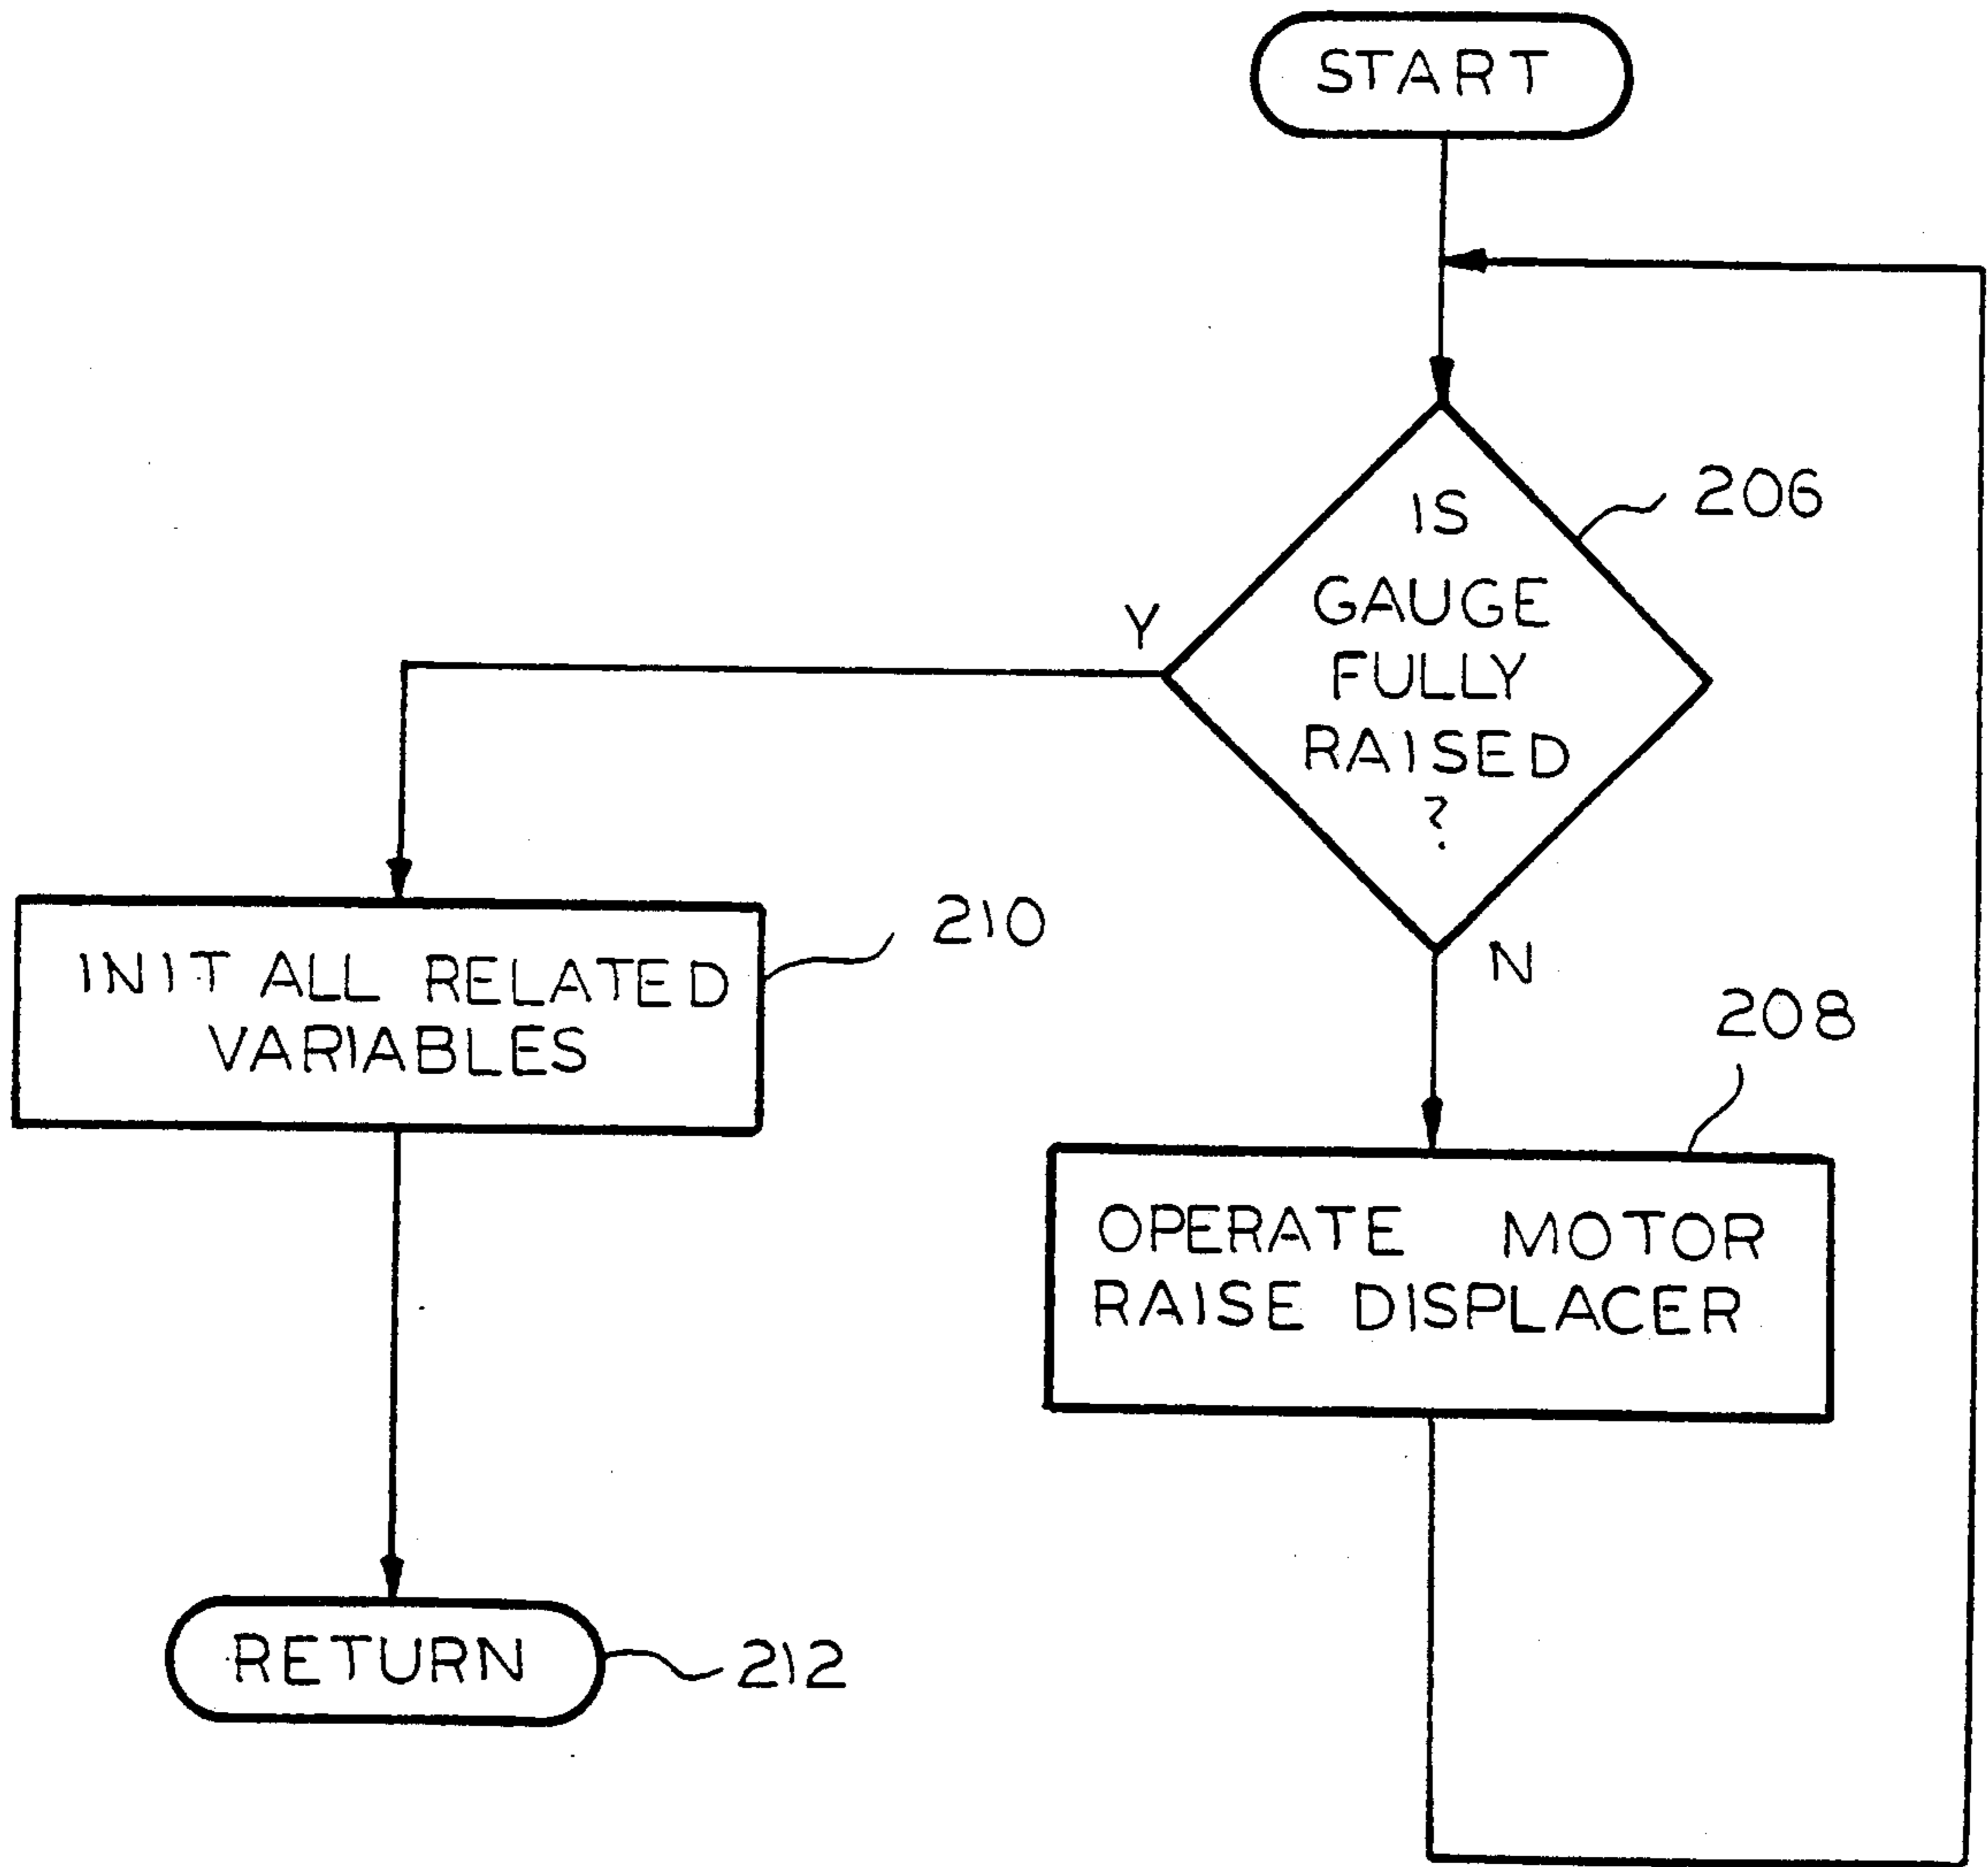 START
206
IS
GAUGE
FULLY
RAISED
?
Y
N
210
INIT ALL RELATED
VARIABLES
208
OPERATE MOTOR
RAISE DISPLACER
RETURN
212